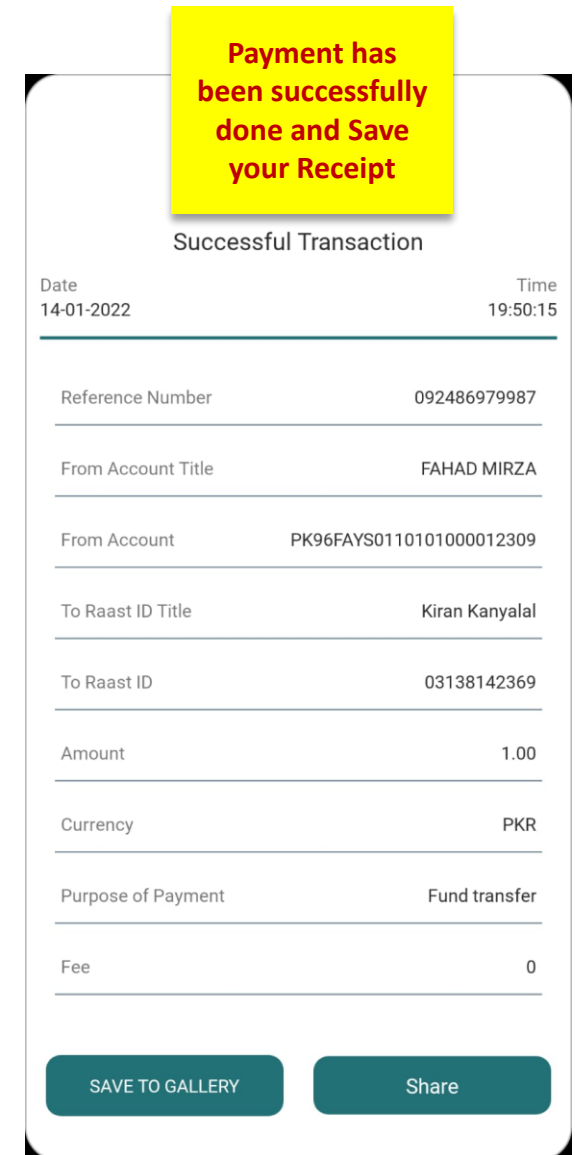 Payment has
been successfully
done and Save
your Receipt
Successful Transaction
Date Time
14-01-2022 19:50:15
Reference Number 092486979987
From Account Title FAHAD MIRZA
From Account PK96FAYS0110101000012309
To Raast ID Title Kiran Kanyalal
To Raast ID 03138142369
Amount 1.00
Currency PKR
Purpose of Payment Fund transfer
Fee 0
SAVE TO GALLERY Share